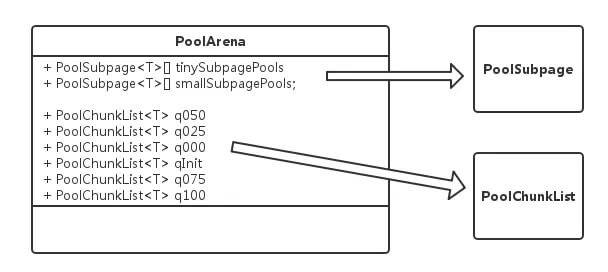 PoolArena
+ PoolSubpage<T>[] tinySubpagePools
+ PoolSubpage<T>[] smallSubpagePools;
+ PoolChunkList<T> q050
+ PoolChunkList<T> q025
+ PoolChunkList<T> q000
+ PoolChunkList<T> qInit
+ PoolChunkList<T> q075
+ PoolChunkList<T> q100
PoolSubpage
PoolChunkList